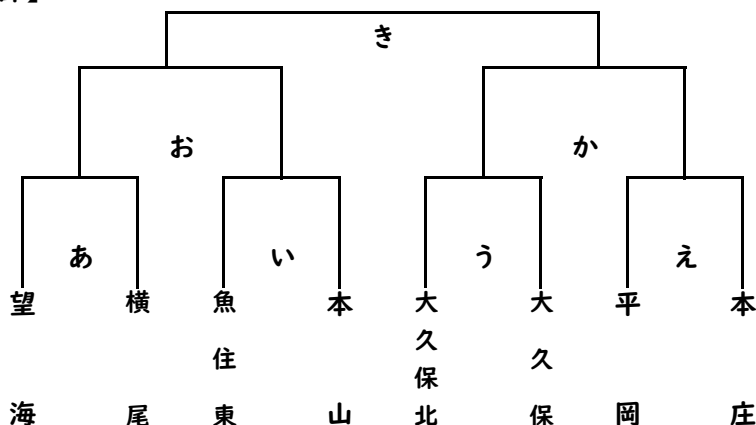 き
お
か
あ
い
う
え
望海
横尾
魚住東
本山
大久保北
大久保
平岡
本庄